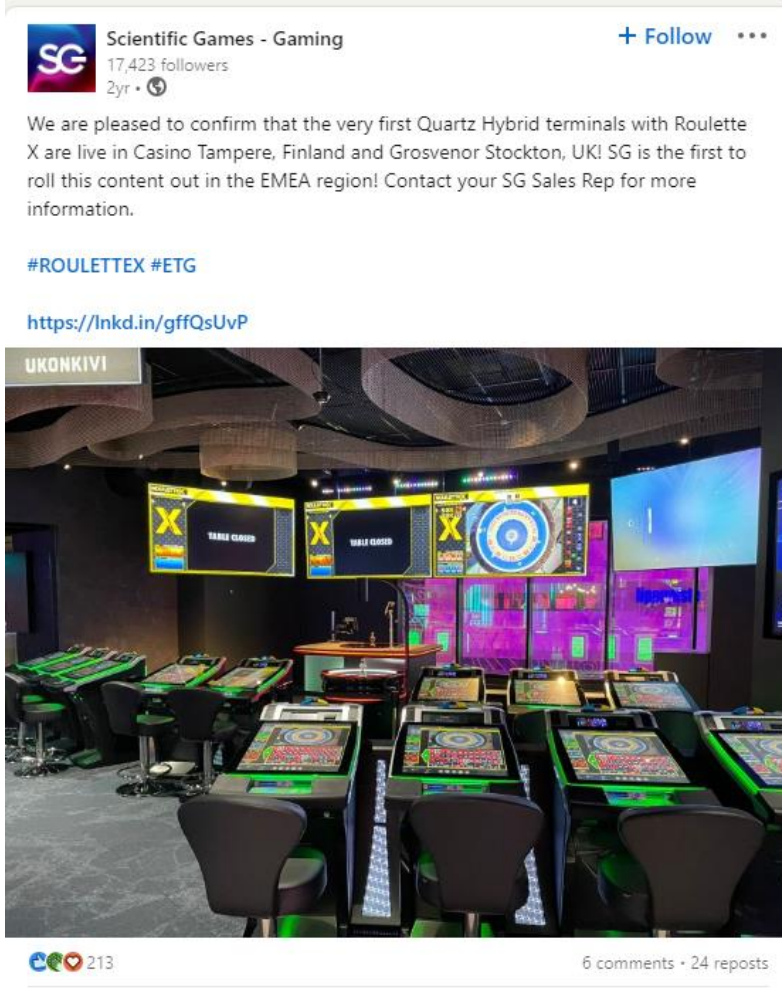 SG
Scientific Games - Gaming
+ Follow
17,423 followers
2yr •
We are pleased to confirm that the very first Quartz Hybrid terminals with Roulette
X are live in Casino Tampere, Finland and Grosvenor Stockton, UK! SG is the first to
roll this content out in the EMEA region! Contact your SG Sales Rep for more
information.
#ROULETTEX #ETG
https://lnkd.in/gffQsUvP
UKONKIVI
X
TABLE CLOSED
X
TABLE CLOSED
X
213
6 comments • 24 reposts